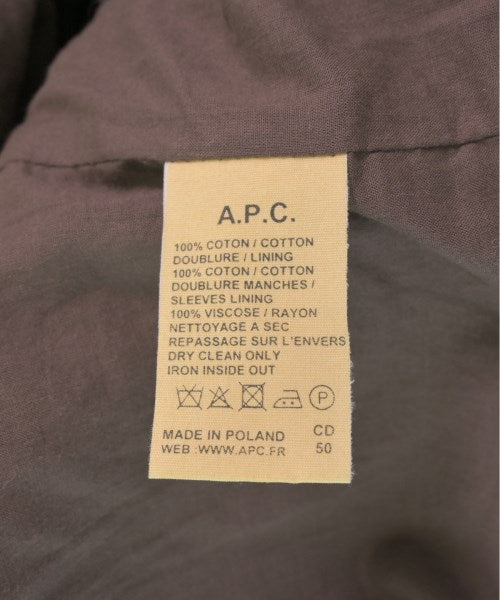 A.P.C.
100% COTON / COTTON
DOUBLURE / LINING
100% COTON / COTTON
DOUBLURE MANCHES /
SLEEVES LINING
100% VISCOSE / RAYON
NETTOYAGE A SEC
REPASSAGE SUR L'ENVERS
DRY CLEAN ONLY
IRON INSIDE OUT
P
MADE IN POLAND CD
WEB :WWW.APC.FR 50